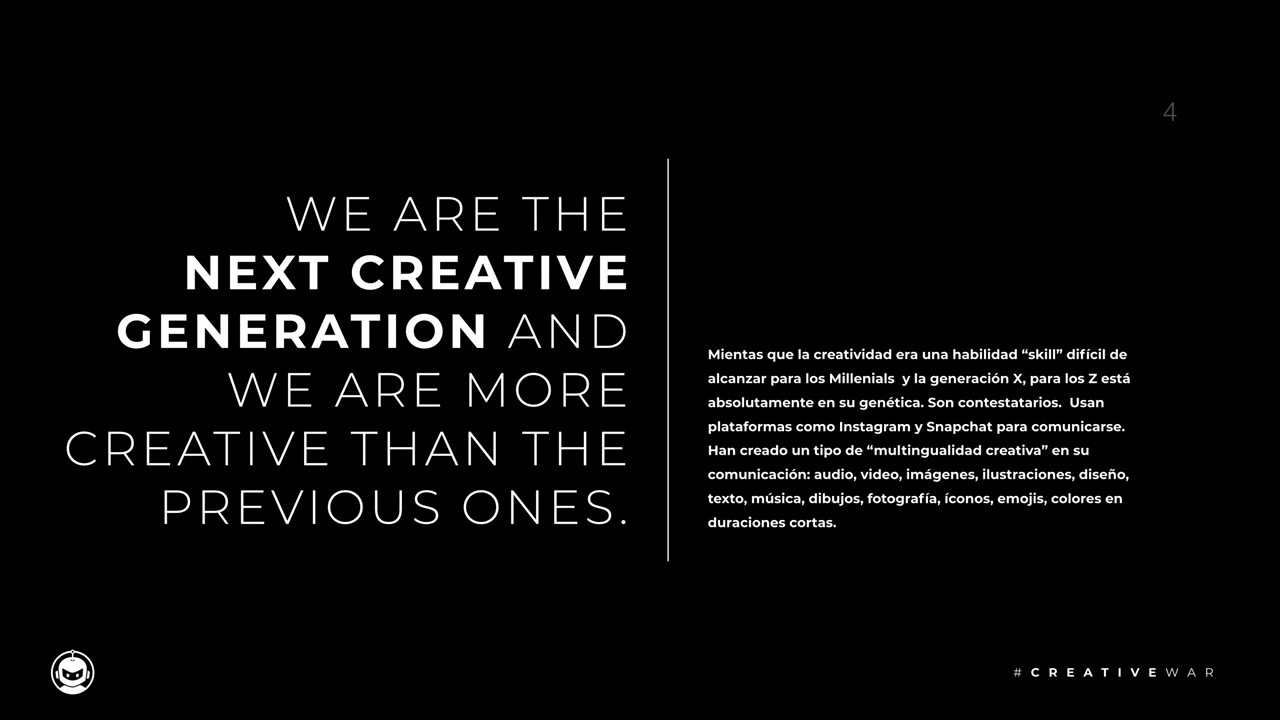 4
WE ARE THE
NEXT CREATIVE
GENERATION AND
WE ARE MORE
CREATIVE THAN THE
PREVIOUS ONES.
Mientas que la creatividad era una habilidad “skill” difícil de
alcanzar para los Millenials  y la generación X, para los Z está
absolutamente en su genética. Son contestatarios.  Usan
plataformas como Instagram y Snapchat para comunicarse.
Han creado un tipo de “multingualidad creativa” en su
comunicación: audio, video, imágenes, ilustraciones, diseño,
texto, música, dibujos, fotografía, íconos, emojis, colores en
duraciones cortas.
#CREATIVEWAR